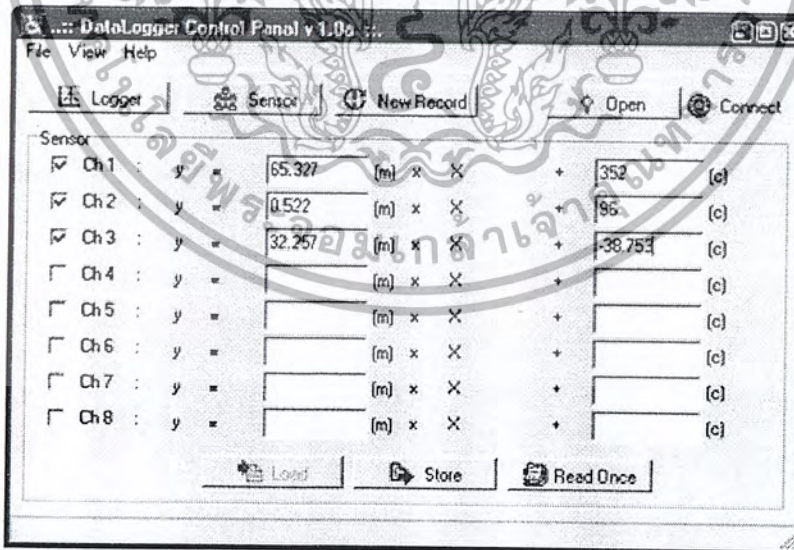 ..:: DataLogger Control Panel v 1.0a ::..
File View Help
Logger Sensor New Record Open Connect
Sensor
Ch 1 : y = 65.327 (m) x X + 352 (c)
Ch 2 : y = 0.522 (m) x X + 96 (c)
Ch 3 : y = 32.257 (m) x X + -38.753 (c)
Ch 4 : y = (m) x X + (c)
Ch 5 : y = (m) x X + (c)
Ch 6 : y = (m) x X + (c)
Ch 7 : y = (m) x X + (c)
Ch 8 : y = (m) x X + (c)
Load Store Read Once